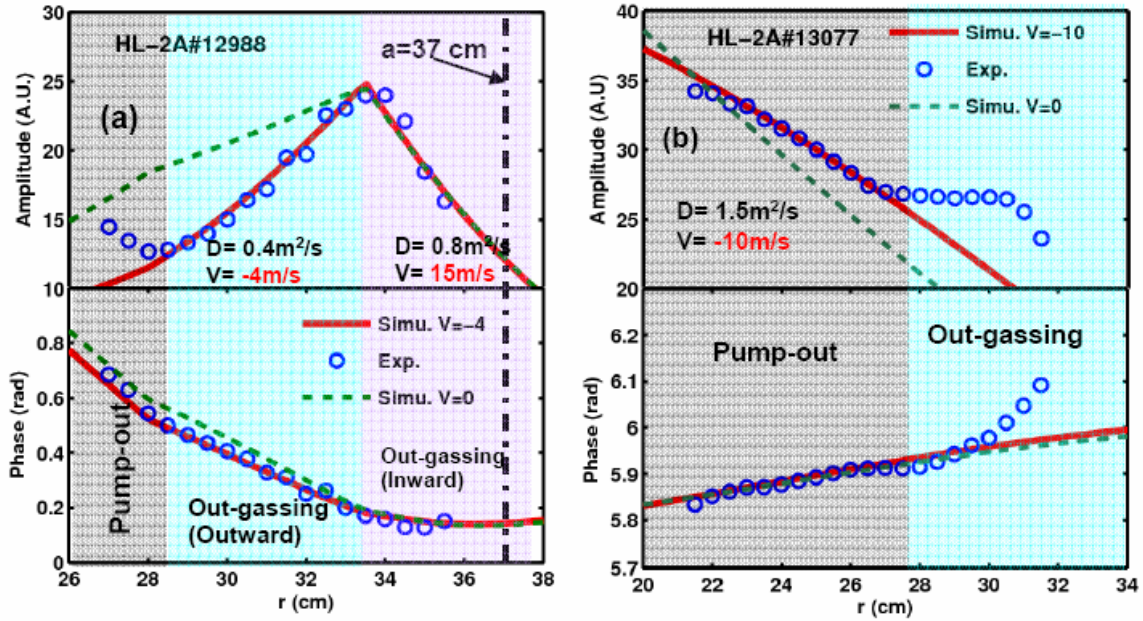 30
25
20
15
10
Amplitude (A.U.)
HL-2A#12988
a=37 cm
(a)
D= 0.4m²/s
V= -4m/s
D= 0.8m²/s
V= 15m/s
0.8
0.6
0.4
0.2
0
Phase (rad)
Simu. V=-4
Exp.
Simu. V=0
Pump-out
Out-gassing
(Outward)
Out-gassing
(Inward)
26 28 30 32 34 36 38
r (cm)
40
35
30
25
20
Amplitude (A.U)
HL-2A#13077
Simu. V=-10
Exp.
Simu. V=0
(b)
D= 1.5m²/s
V= -10m/s
6.2
6.1
6
5.9
5.8
5.7
Phase (rad)
Pump-out
Out-gassing
20 22 24 26 28 30 32 34
r (cm)